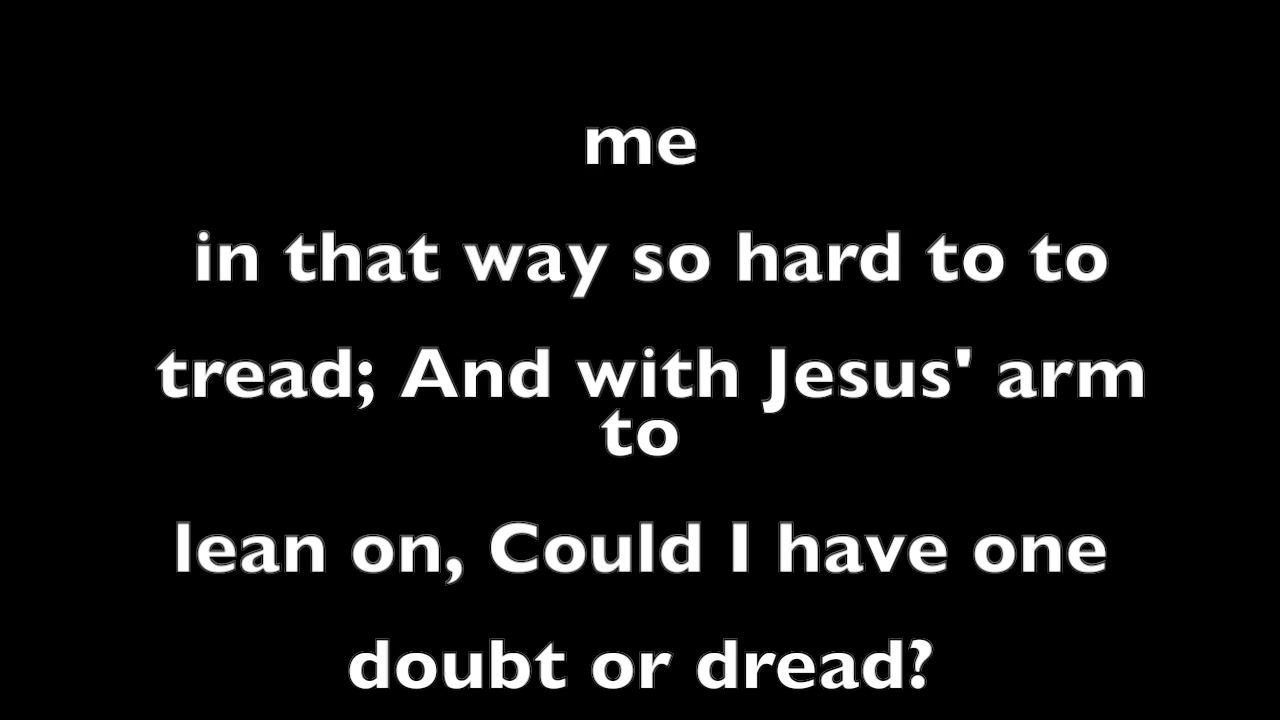 me
in that way so hard to to
tread; And with Jesus' arm
to
lean on, Could I have one
doubt or dread?